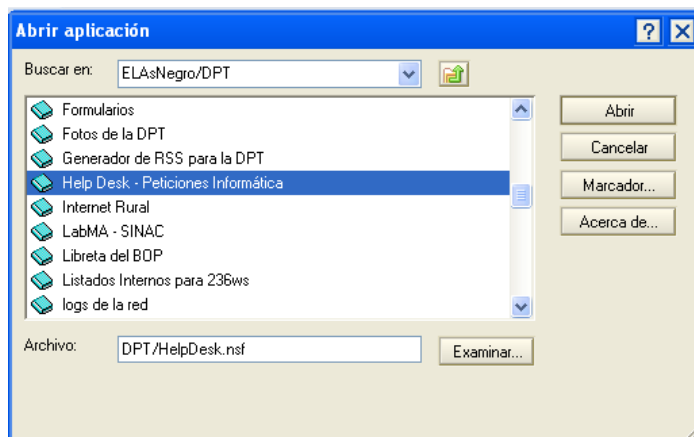 Abrir aplicación
Buscar en: ELAsNegro/DPT
Formularios
Fotos de la DPT
Generador de RSS para la DPT
Help Desk - Peticiones Informática
Internet Rural
LabMA - SINAC
Libreta del BOP
Listados Internos para 236ws
logs de la red
Abrir
Cancelar
Marcador...
Acerca de...
Archivo: DPT/HelpDesk.nsf
Examinar...